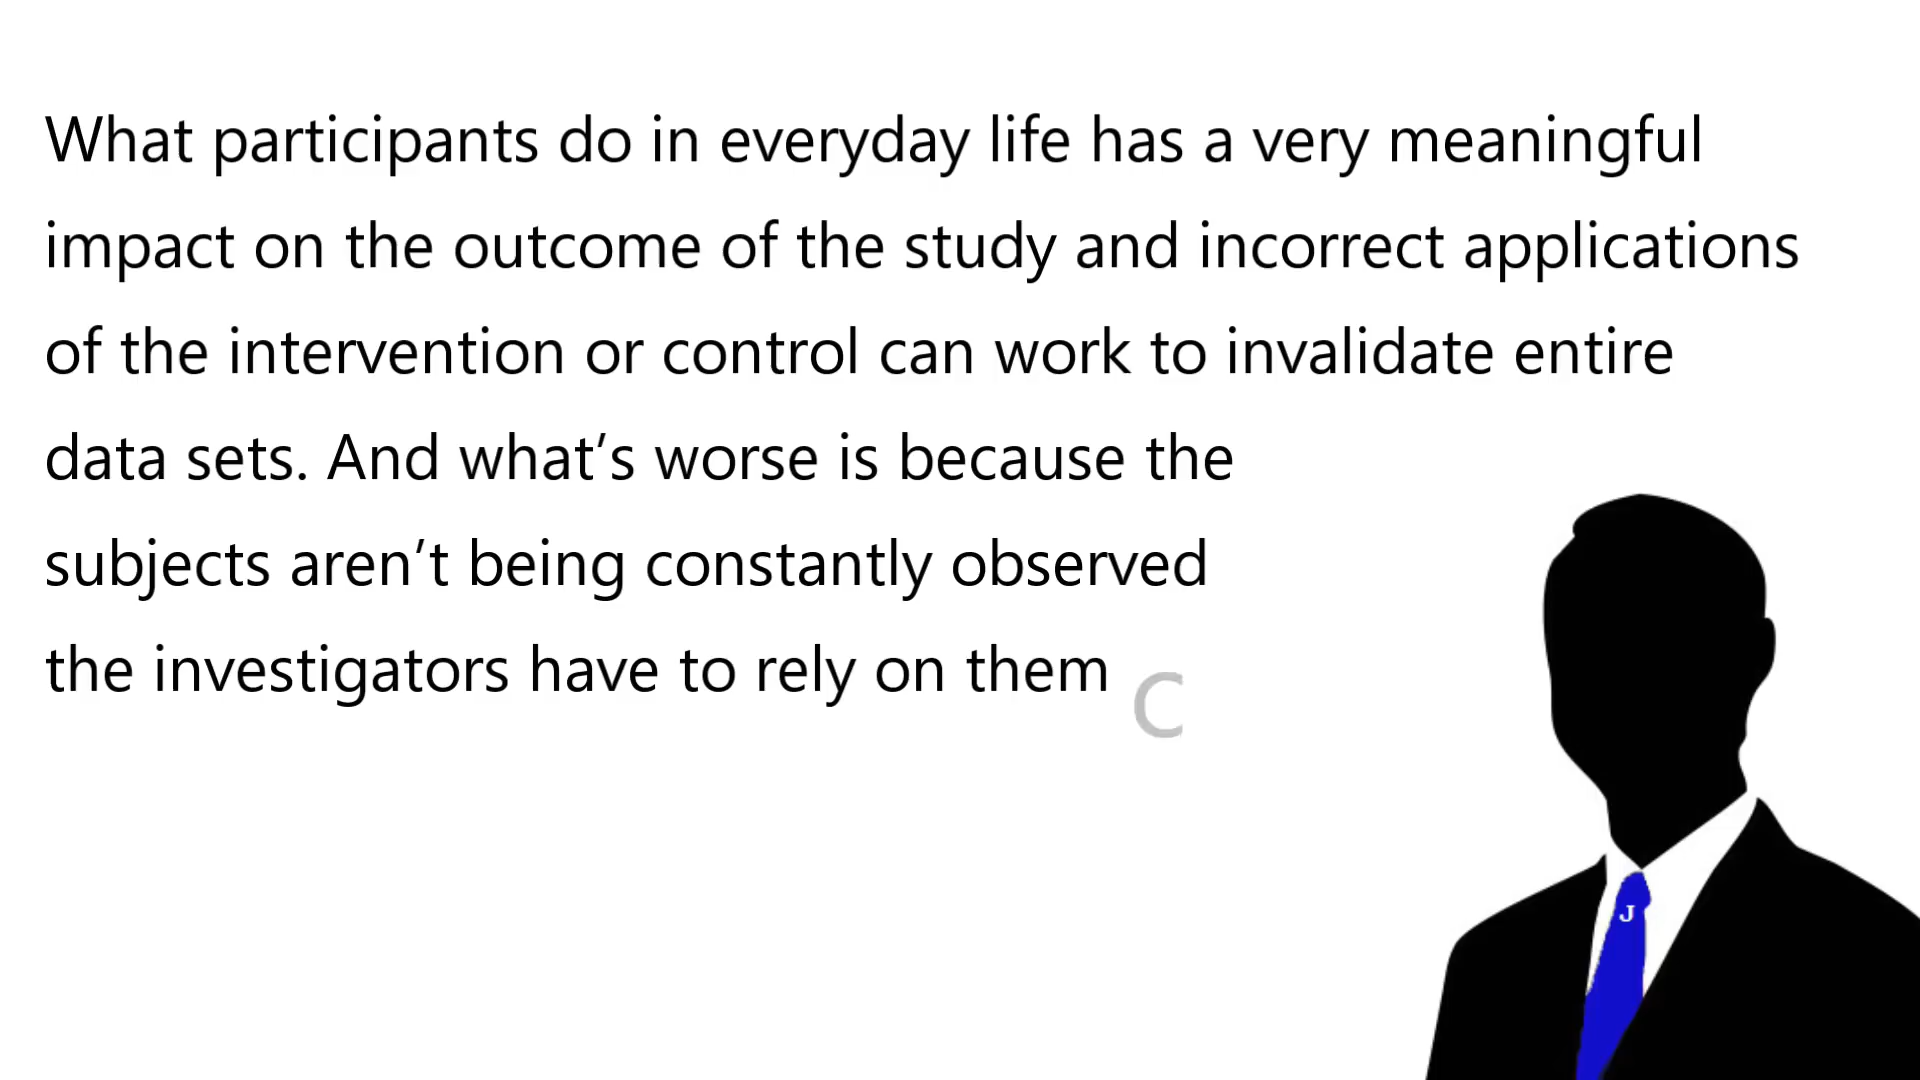 What participants do in everyday life has a very meaningful
impact on the outcome of the study and incorrect applications
of the intervention or control can work to invalidate entire
data sets. And what’s worse is because the
subjects aren’t being constantly observed
the investigators have to rely on them C
J